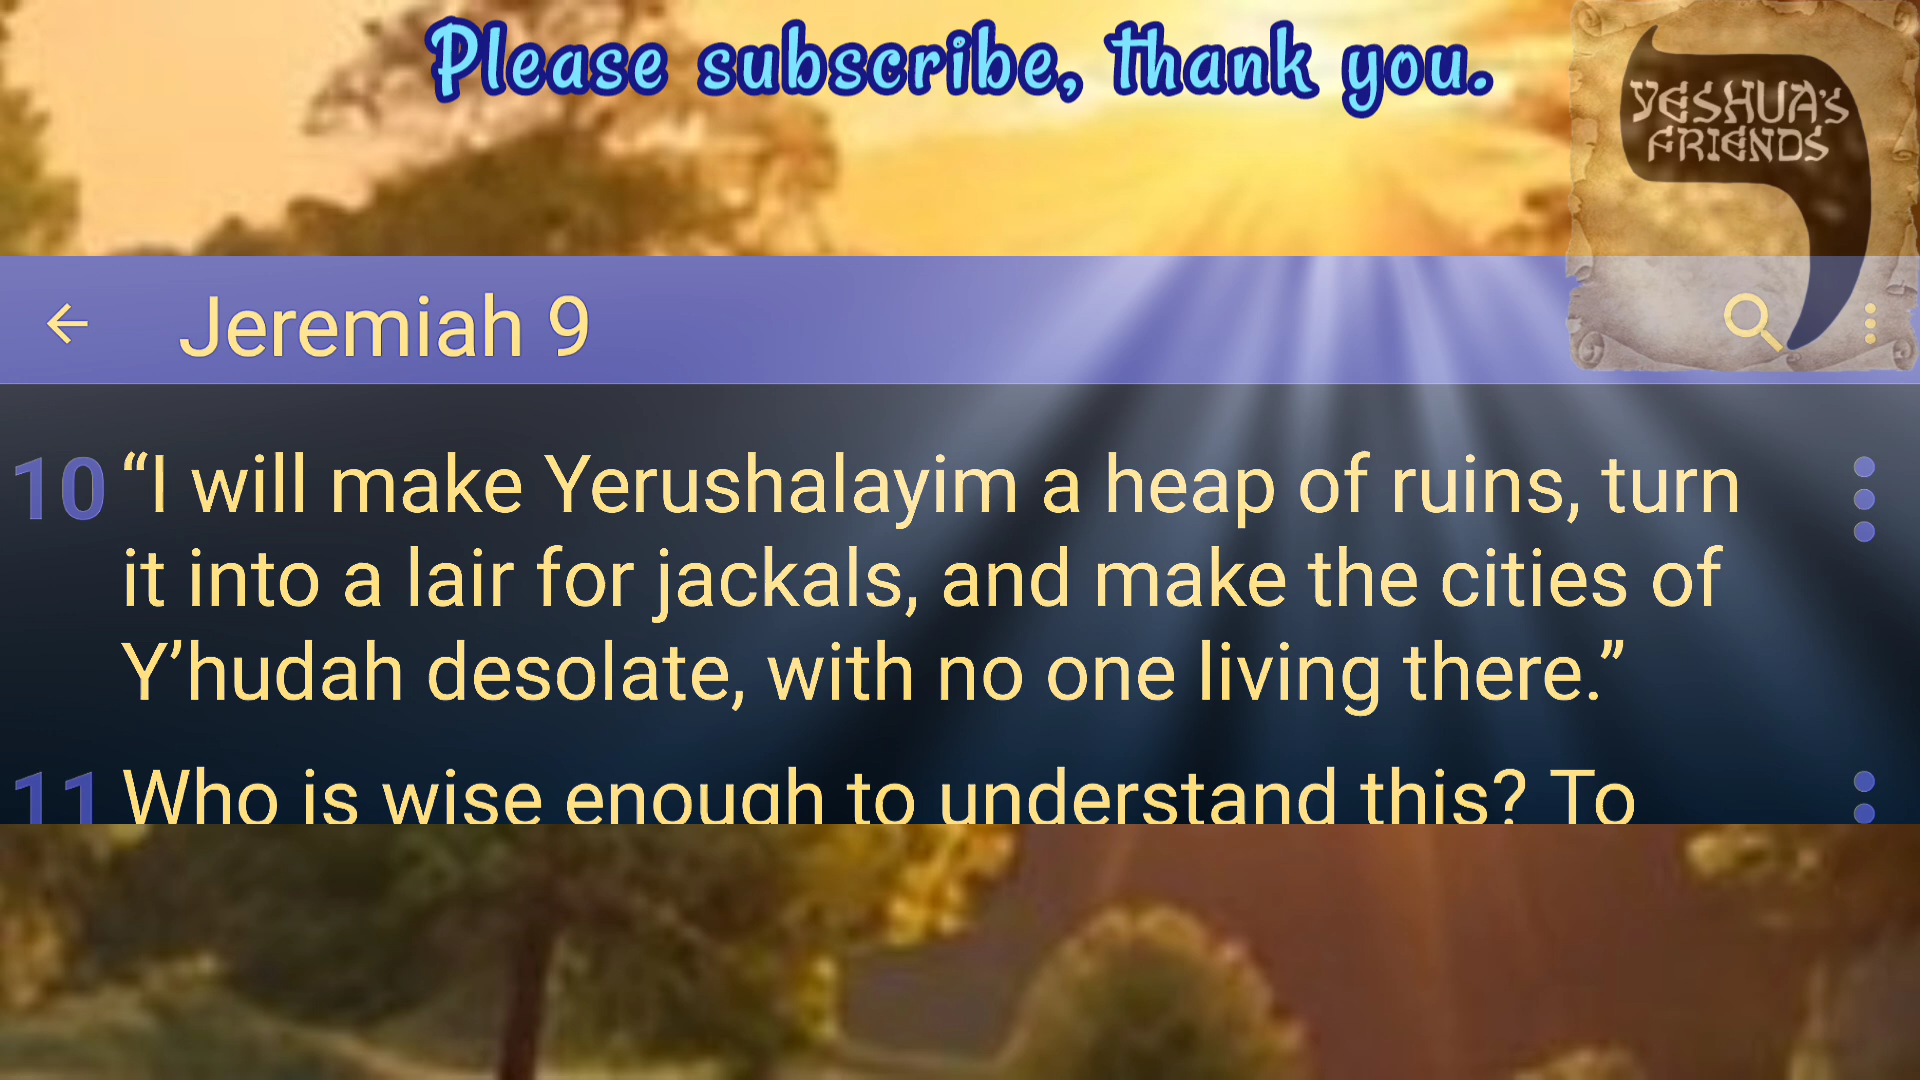 Please subscribe, thank you.
YESHUA'S
FRIENDS
Jeremiah 9
10 “I will make Yerushalayim a heap of ruins, turn
it into a lair for jackals, and make the cities of
Y’hudah desolate, with no one living there.”
11 Who is wise enough to understand this? To